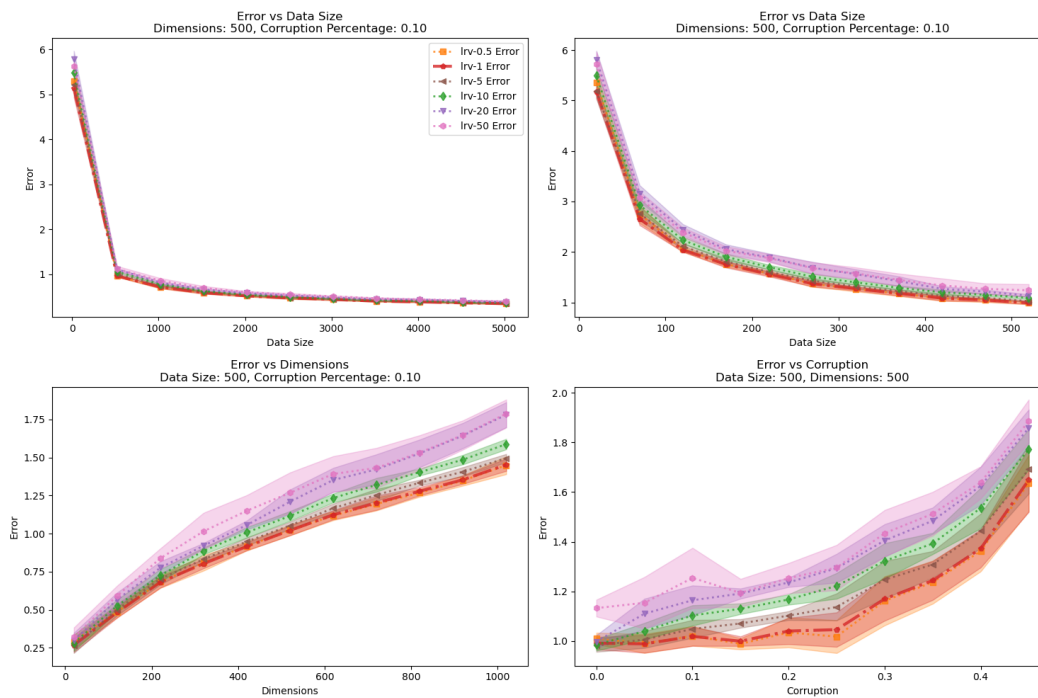 Error vs Data Size
Dimensions: 500, Corruption Percentage: 0.10
6
5
4
3
2
1
Error
0
1000
2000
3000
4000
5000
Data Size
lrv-0.5 Error
lrv-1 Error
lrv-5 Error
lrv-10 Error
lrv-20 Error
lrv-50 Error
Error vs Data Size
Dimensions: 500, Corruption Percentage: 0.10
6
5
4
3
2
1
Error
0
100
200
300
400
500
Data Size
Error vs Dimensions
Data Size: 500, Corruption Percentage: 0.10
1.75
1.50
1.25
1.00
0.75
0.50
0.25
Error
0
200
400
600
800
1000
Dimensions
Error vs Corruption
Data Size: 500, Dimensions: 500
2.0
1.8
1.6
1.4
1.2
1.0
Error
0.0
0.1
0.2
0.3
0.4
Corruption